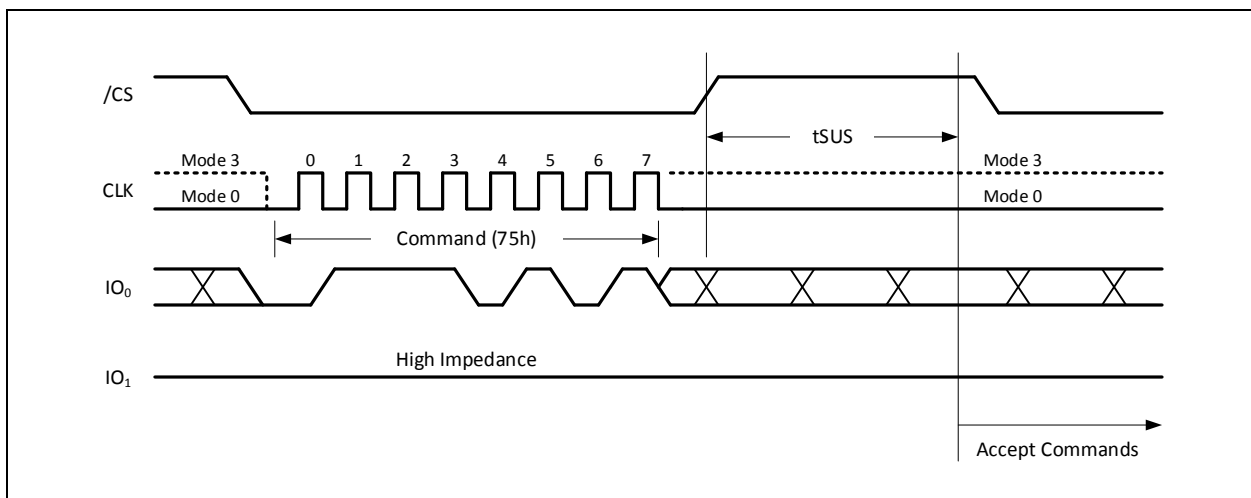 /CS
tSUS
Mode 3 0 1 2 3 4 5 6 7 Mode 3
CLK
Mode 0 Mode 0
Command (75h)
IO₀
High Impedance
IO₁
Accept Commands